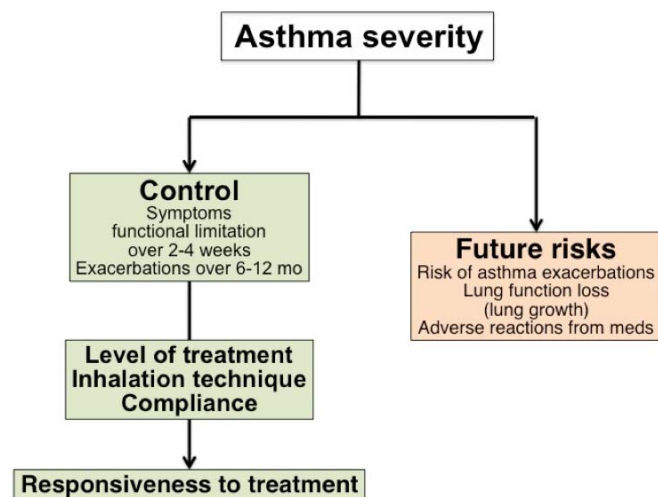 Asthma severity
Control
Symptoms
functional limitation
over 2-4 weeks
Exacerbations over 6-12 mo
Future risks
Risk of asthma exacerbations
Lung function loss
(lung growth)
Adverse reactions from meds
Level of treatment
Inhalation technique
Compliance
Responsiveness to treatment